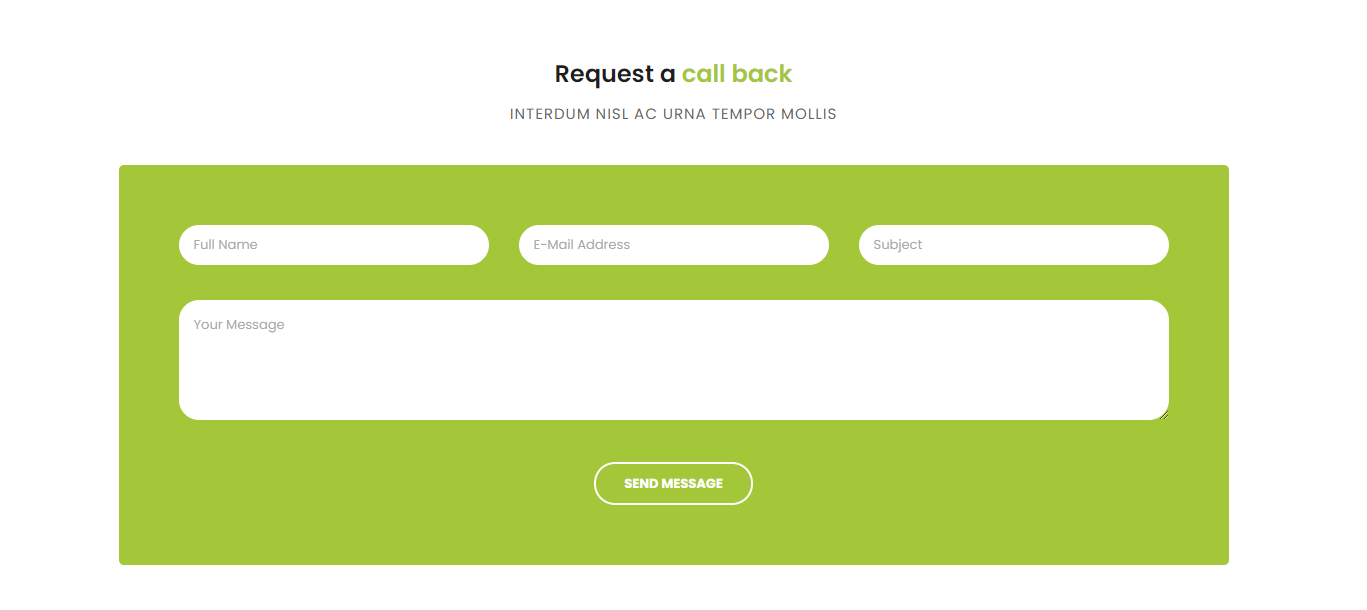 Request a call back
INTERDUM NISL AC URNA TEMPOR MOLLIS
Full Name
E-Mail Address
Subject
Your Message
SEND MESSAGE